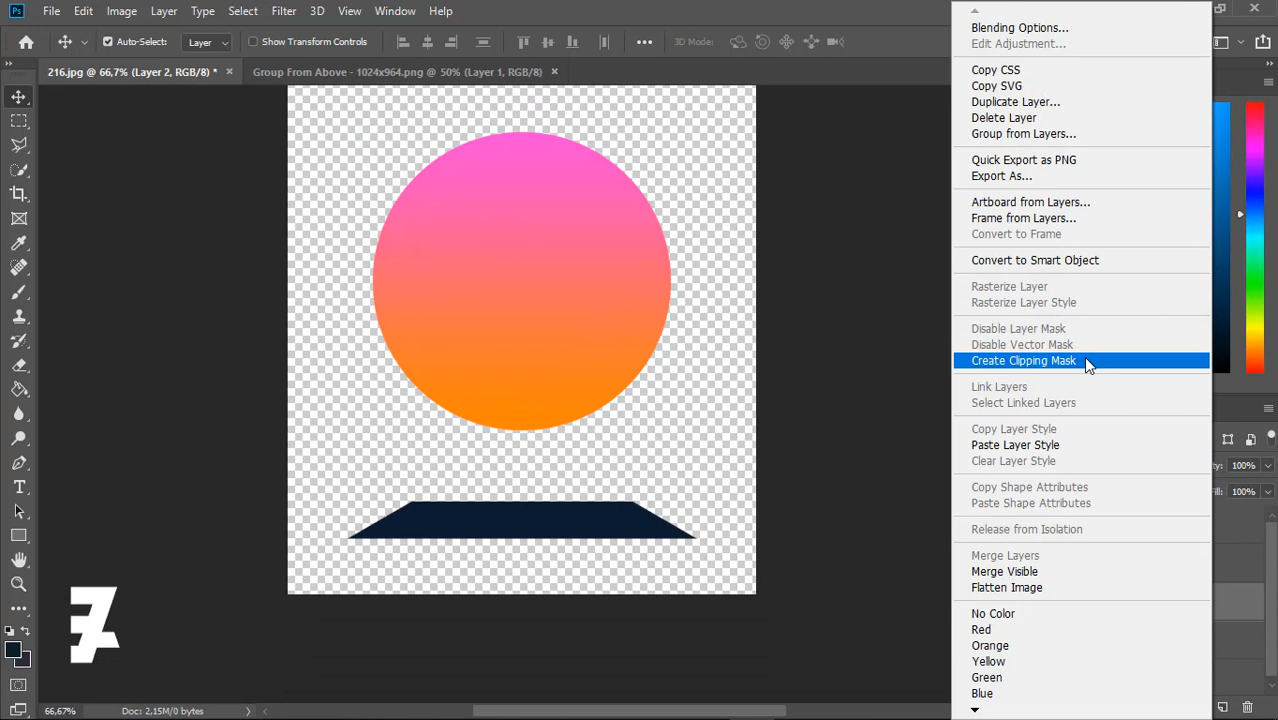 Ps File Edit Image Layer Type Select Filter 3D View Window Help
Auto-Select: Layer Show Transform Controls 3D Mode:
216.jpg @ 66,7% (Layer 2, RGB/8) * Group From Above - 1024x964.png @ 50% (Layer 1, RGB/8)
Blending Options...
Edit Adjustment...
Copy CSS
Copy SVG
Duplicate Layer...
Delete Layer
Group from Layers...
Quick Export as PNG
Export As...
Artboard from Layers...
Frame from Layers...
Convert to Frame
Convert to Smart Object
Rasterize Layer
Rasterize Layer Style
Disable Layer Mask
Disable Vector Mask
Create Clipping Mask
Link Layers
Select Linked Layers
Copy Layer Style
Paste Layer Style
Clear Layer Style
Copy Shape Attributes
Paste Shape Attributes
Release from Isolation
Merge Layers
Merge Visible
Flatten Image
No Color
Red
Orange
Yellow
Green
Blue
100%
100%
66,67% Doc: 2,15M/0 bytes